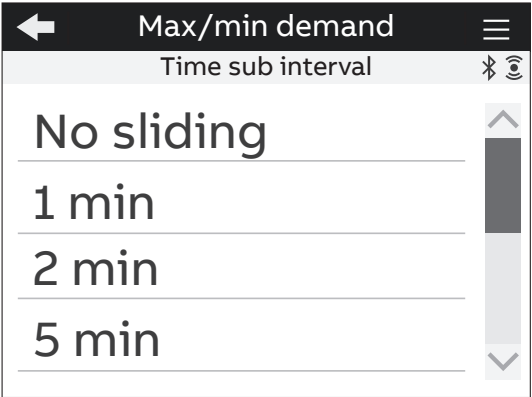 Max/min demand
Time sub interval
No sliding
1 min
2 min
5 min